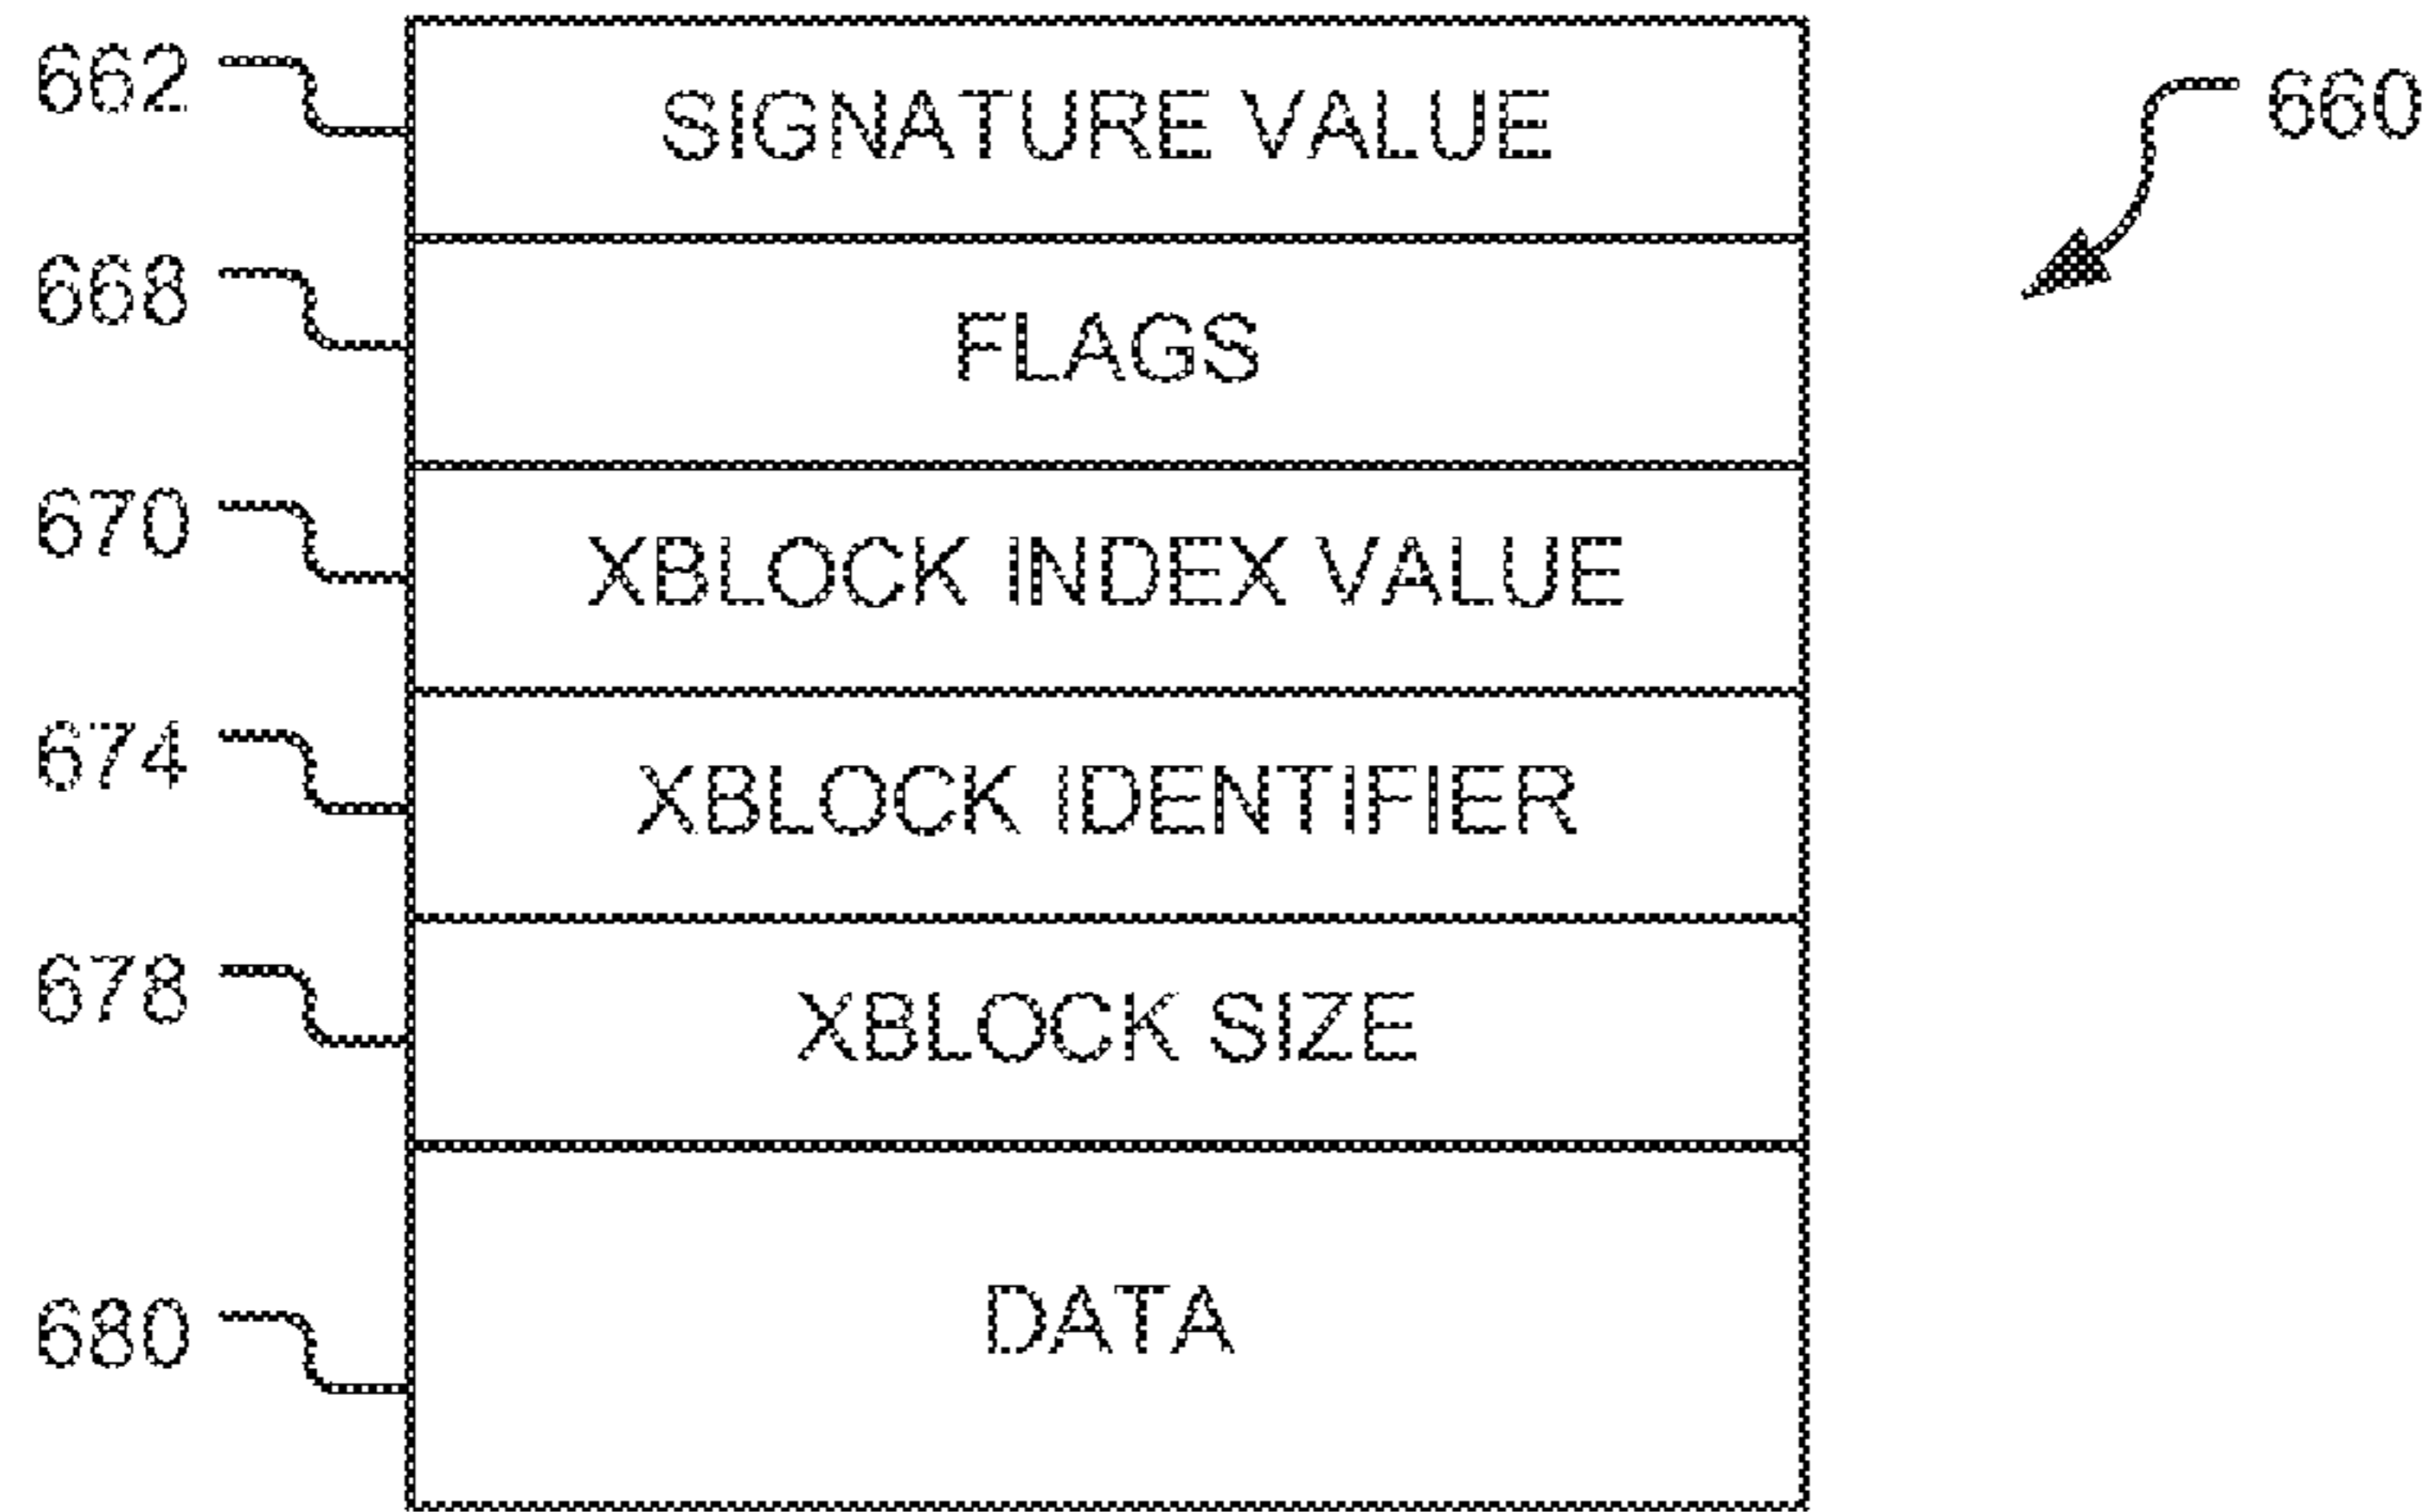 662 SIGNATURE VALUE 660
668 FLAGS
670 XBLOCK INDEX VALUE
674 XBLOCK IDENTIFIER
678 XBLOCK SIZE
680 DATA